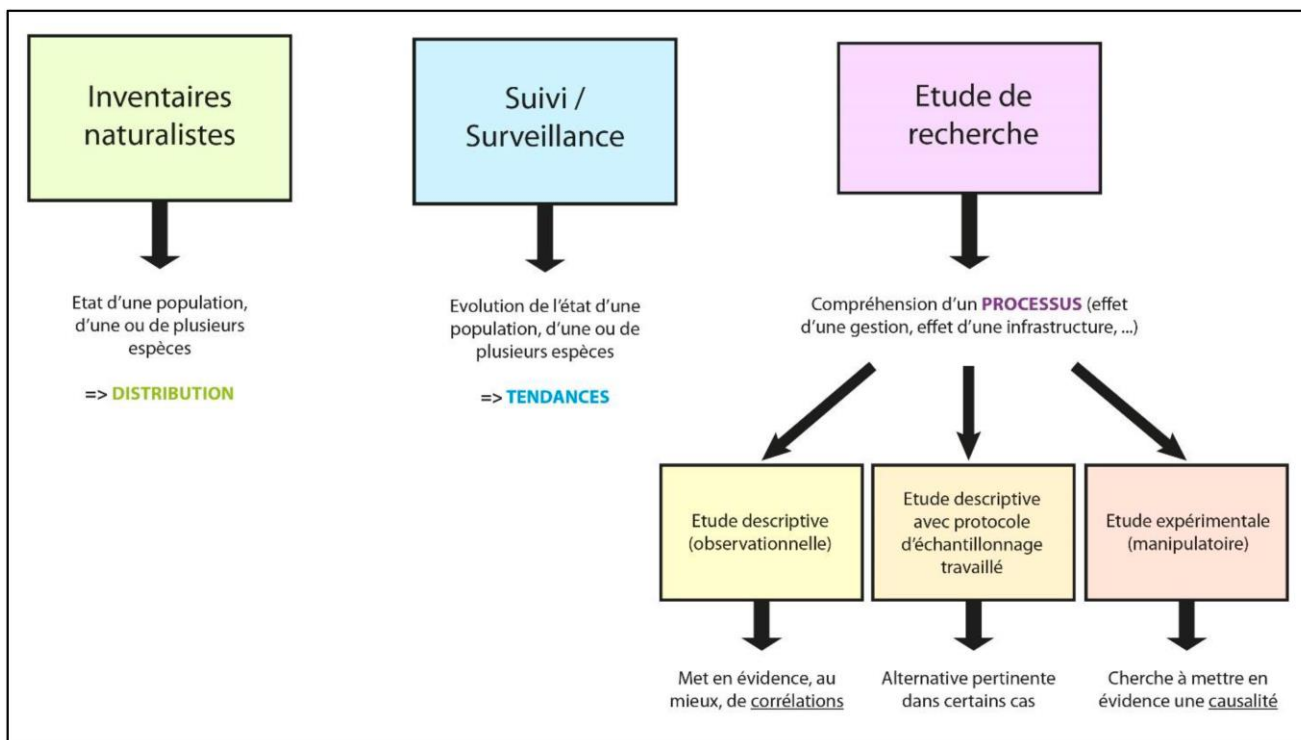 Inventaires
naturalistes
Etat d'une population,
d'une ou de plusieurs
espèces
=> DISTRIBUTION
Suivi /
Surveillance
Evolution de l'état d'une
population, d'une ou de
plusieurs espèces
=> TENDANCES
Etude de
recherche
Compréhension d'un PROCESSUS (effet
d'une gestion, effet d'une infrastructure, ...)
Etude descriptive
(observationnelle)
Met en évidence, au
mieux, de corrélations
Etude descriptive
avec protocole
d'échantillonnage
travaillé
Alternative pertinente
dans certains cas
Etude expérimentale
(manipulatoire)
Cherche à mettre en
évidence une causalité